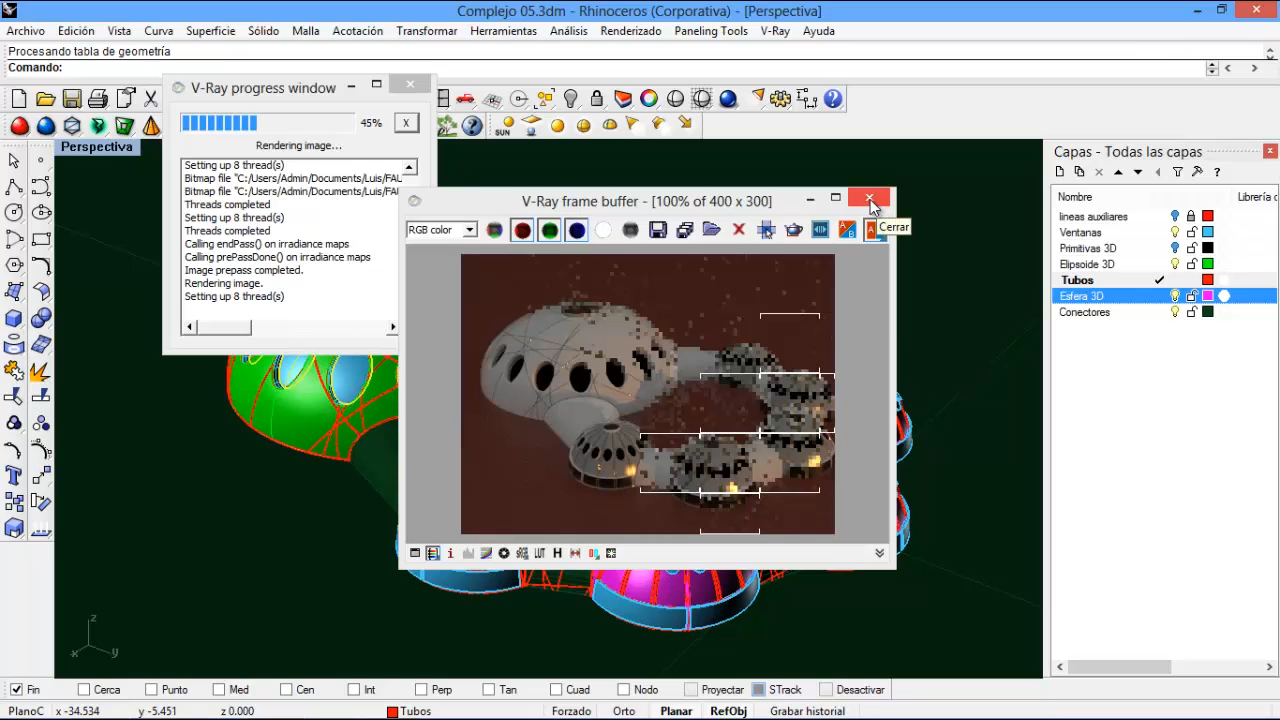 Complejo 05.3dm - Rhinoceros (Corporativa) - [Perspectiva]
Archivo Edición Vista Curva Superficie Sólido Malla Acotación Transformar Herramientas Análisis Renderizado Paneling Tools V-Ray Ayuda
Procesando tabla de geometría
Comando:
V-Ray progress window
45%
X
Rendering image...
Setting up 8 thread(s)
Bitmap file "C:/Users/Admin/Documents/Luis/FAU
Bitmap file "C:/Users/Admin/Documents/Luis/FAU
Threads completed
Setting up 8 thread(s)
Threads completed
Calling endPass() on irradiance maps
Calling prePassDone() on irradiance maps
Image prepass completed.
Rendering image.
Setting up 8 thread(s)
SUN
SUN
Perspectiva
V-Ray frame buffer - [100% of 400 x 300]
RGB color
Cerrar
LUT
H
Capas - Todas las capas
Nombre Librería d
lineas auxiliares
Ventanas
Primitivas 3D
Elipsoide 3D
Tubos
Esfera 3D
Conectores
z
x
y
Fin Cerca Punto Med Cen Int Perp Tan Cuad Nodo Proyectar STrack Desactivar
PlanoC x -34.534 y -5.451 z 0.000 Tubos Forzado Orto Planar RefObj Grabar historial